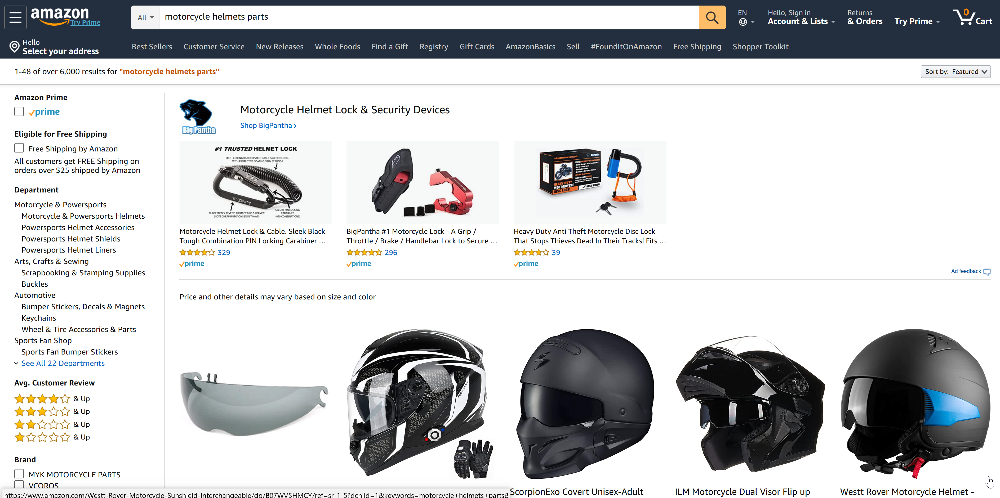 amazon
Try Prime
All
motorcycle helmets parts
EN
Hello, Sign in
Account & Lists
Returns
& Orders
Try Prime
0
Cart
Hello
Select your address
Best Sellers
Customer Service
New Releases
Whole Foods
Find a Gift
Registry
Gift Cards
AmazonBasics
Sell
#FoundItOnAmazon
Free Shipping
Shopper Toolkit
1-48 of over 6,000 results for "motorcycle helmets parts"
Sort by: Featured
Amazon Prime
prime
Eligible for Free Shipping
Free Shipping by Amazon
All customers get FREE Shipping on
orders over $25 shipped by Amazon
Department
Motorcycle & Powersports
Motorcycle & Powersports Helmets
Powersports Helmet Accessories
Powersports Helmet Shields
Powersports Helmet Liners
Arts, Crafts & Sewing
Scrapbooking & Stamping Supplies
Buckles
Automotive
Bumper Stickers, Decals & Magnets
Keychains
Wheel & Tire Accessories & Parts
Sports Fan Shop
Sports Fan Bumper Stickers
See All 22 Departments
Avg. Customer Review
& Up
& Up
& Up
& Up
Brand
MYK MOTORCYCLE PARTS
VCOROS
Big Pantha
Motorcycle Helmet Lock & Security Devices
Shop BigPantha
#1 TRUSTED HELMET LOCK
SELF - COILING BRAIDED STEEL CABLE IS 6 FOOT LONG.
WITH PROTECTIVE COATING. VERY STRONG !
BIGPANTHA
RUBBERRED SLEEVE TO PROTECT BIKE & HELMET
(NOTE CHEAP IMITATIONS DON'T HAVE)
SECURE PIN LOCKING
CARABINER
(999 COMBINATIONS)
#BestMotorcycleLock
Big Pantha
YOUR SECURITY KIT INCLUDES
HEAVY DUTY
MOTORCYCLE
DISC LOCK
BEST SELLER
Motorcycle Helmet Lock & Cable. Sleek Black
Tough Combination PIN Locking Carabiner …
329
prime
BigPantha #1 Motorcycle Lock - A Grip /
Throttle / Brake / Handlebar Lock to Secure …
296
prime
Heavy Duty Anti Theft Motorcycle Disc Lock
That Stops Thieves Dead In Their Tracks! Fits …
39
prime
Ad feedback
Price and other details may vary based on size and color
ScorpionExo Covert Unisex-Adult
ILM Motorcycle Dual Visor Flip up
Westt Rover Motorcycle Helmet -
https://www.amazon.com/Westt-Rover-Motorcycle-Sunshield-Interchangeable/dp/B07WV5HMCY/ref=sr_1_5?dchild=1&keywords=motorcycle+helmets+parts&